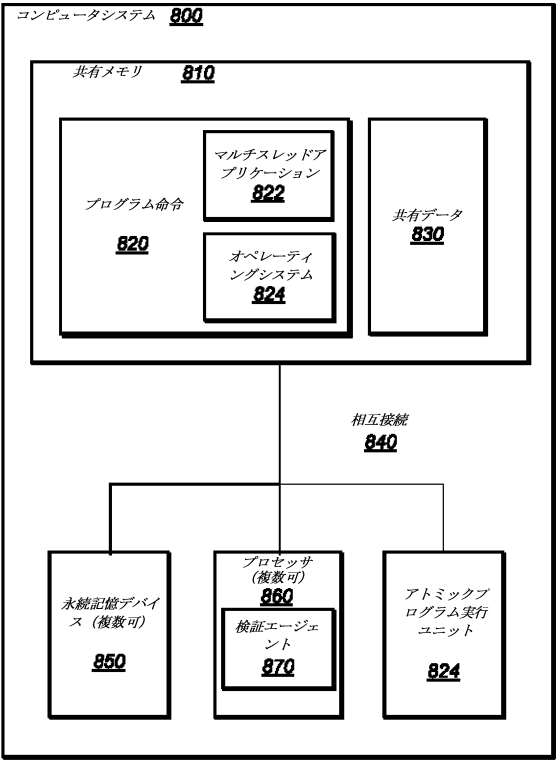 コンピュータシステム 800
共有メモリ 810
プログラム命令
820
マルチスレッドア
プリケーション
822
オペレーティ
ングシステム
824
共有データ
830
相互接続
840
永続記憶デバイ
ス(複数可)
850
プロセッサ
(複数可)
860
検証エージェ
ント
870
アトミックプ
ログラム実行
ユニット
824